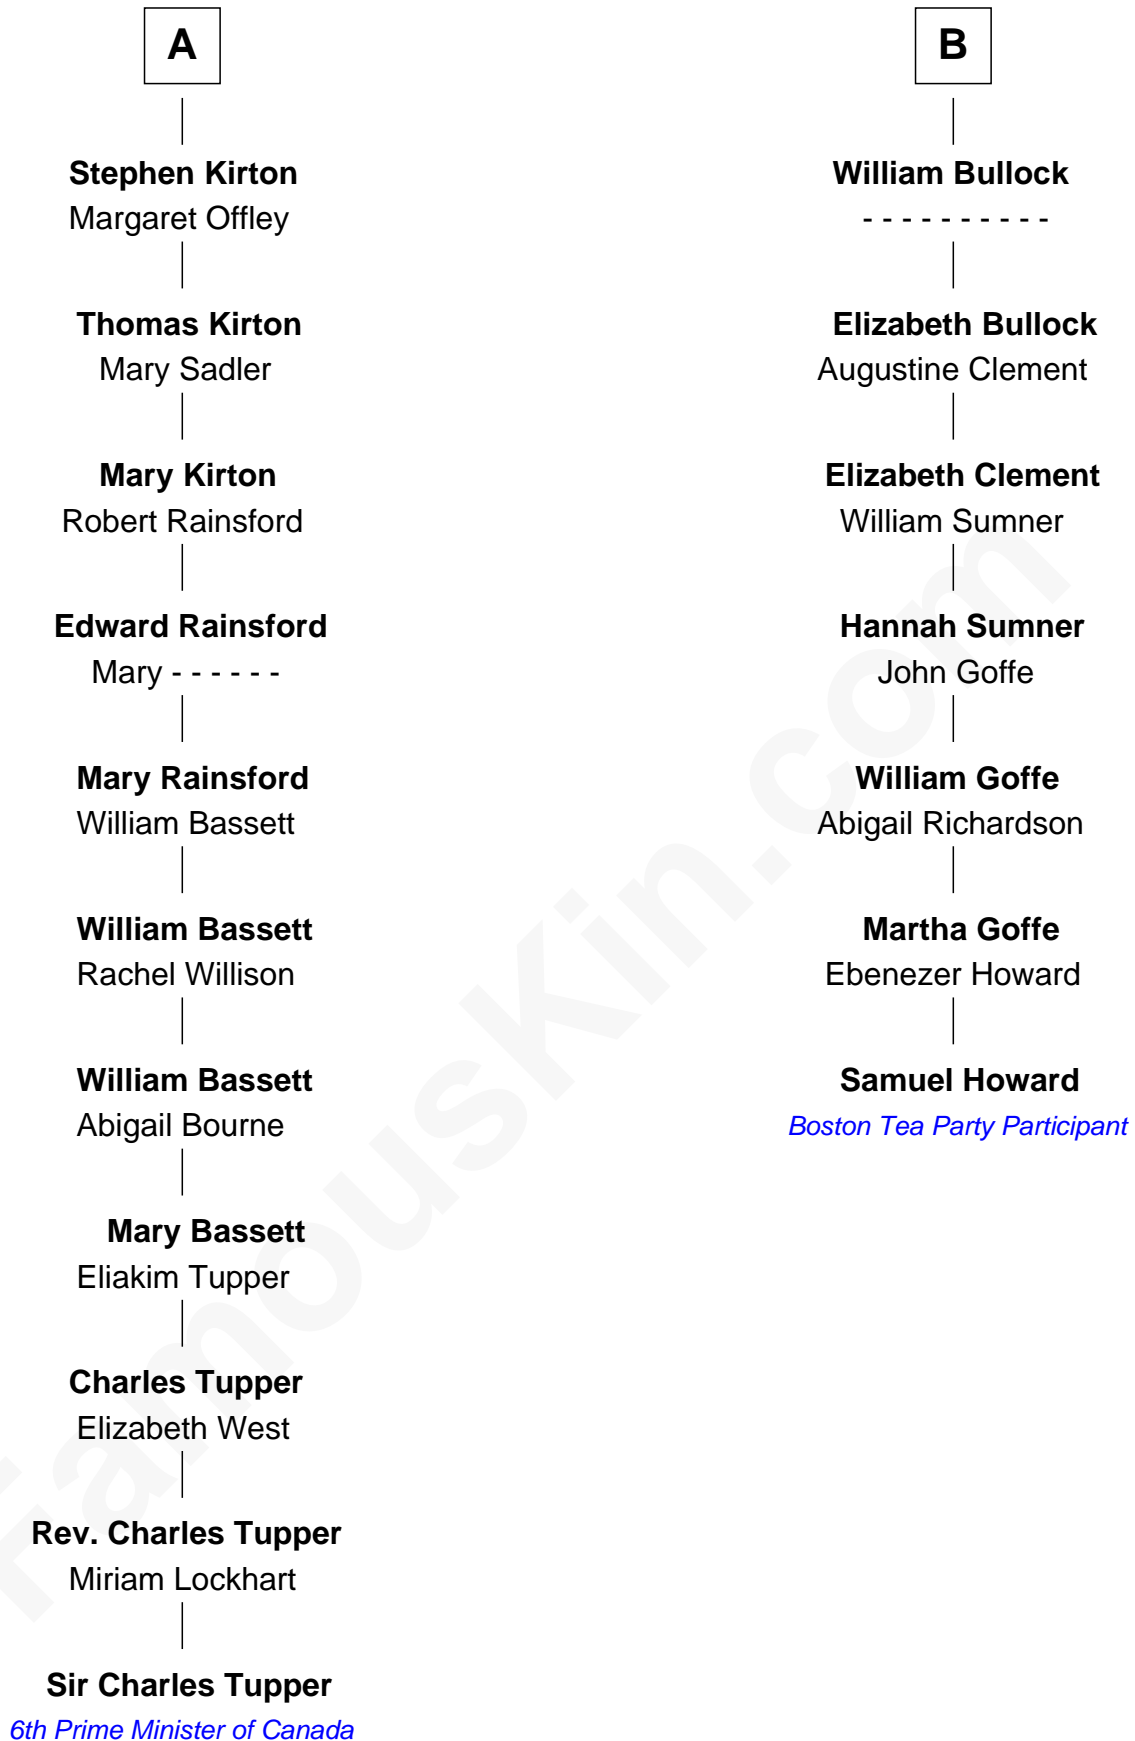 A
Stephen Kirton
Margaret Offley
Thomas Kirton
Mary Sadler
Mary Kirton
Robert Rainsford
Edward Rainsford
Mary - - - - - -
Mary Rainsford
William Bassett
William Bassett
Rachel Willison
William Bassett
Abigail Bourne
Mary Bassett
Eliakim Tupper
Charles Tupper
Elizabeth West
Rev. Charles Tupper
Miriam Lockhart
Sir Charles Tupper
6th Prime Minister of Canada
B
William Bullock
- - - - - - - - - -
Elizabeth Bullock
Augustine Clement
Elizabeth Clement
William Sumner
Hannah Sumner
John Goffe
William Goffe
Abigail Richardson
Martha Goffe
Ebenezer Howard
Samuel Howard
Boston Tea Party Participant
FamousKin.com